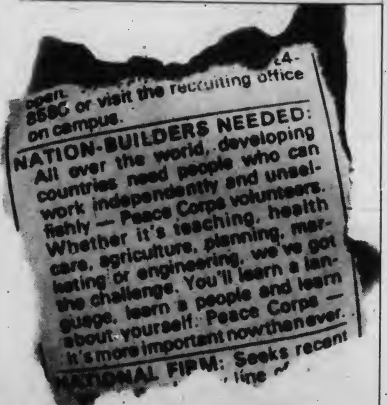 open.
8580 or visit the recruiting office
on campus.
NATION-BUILDERS NEEDED:
All over the world, developing
countries need people who can
work independently and unsel-
fishly — Peace Corps volunteers.
Whether it's teaching, health
care, agriculture, planning, mar-
keting or engineering, we've got
the challenge. You'll learn a lan-
guage, learn a people and learn
about yourself. Peace Corps —
it's more important now than ever.
NATIONAL FIRM: Seeks recent
line of